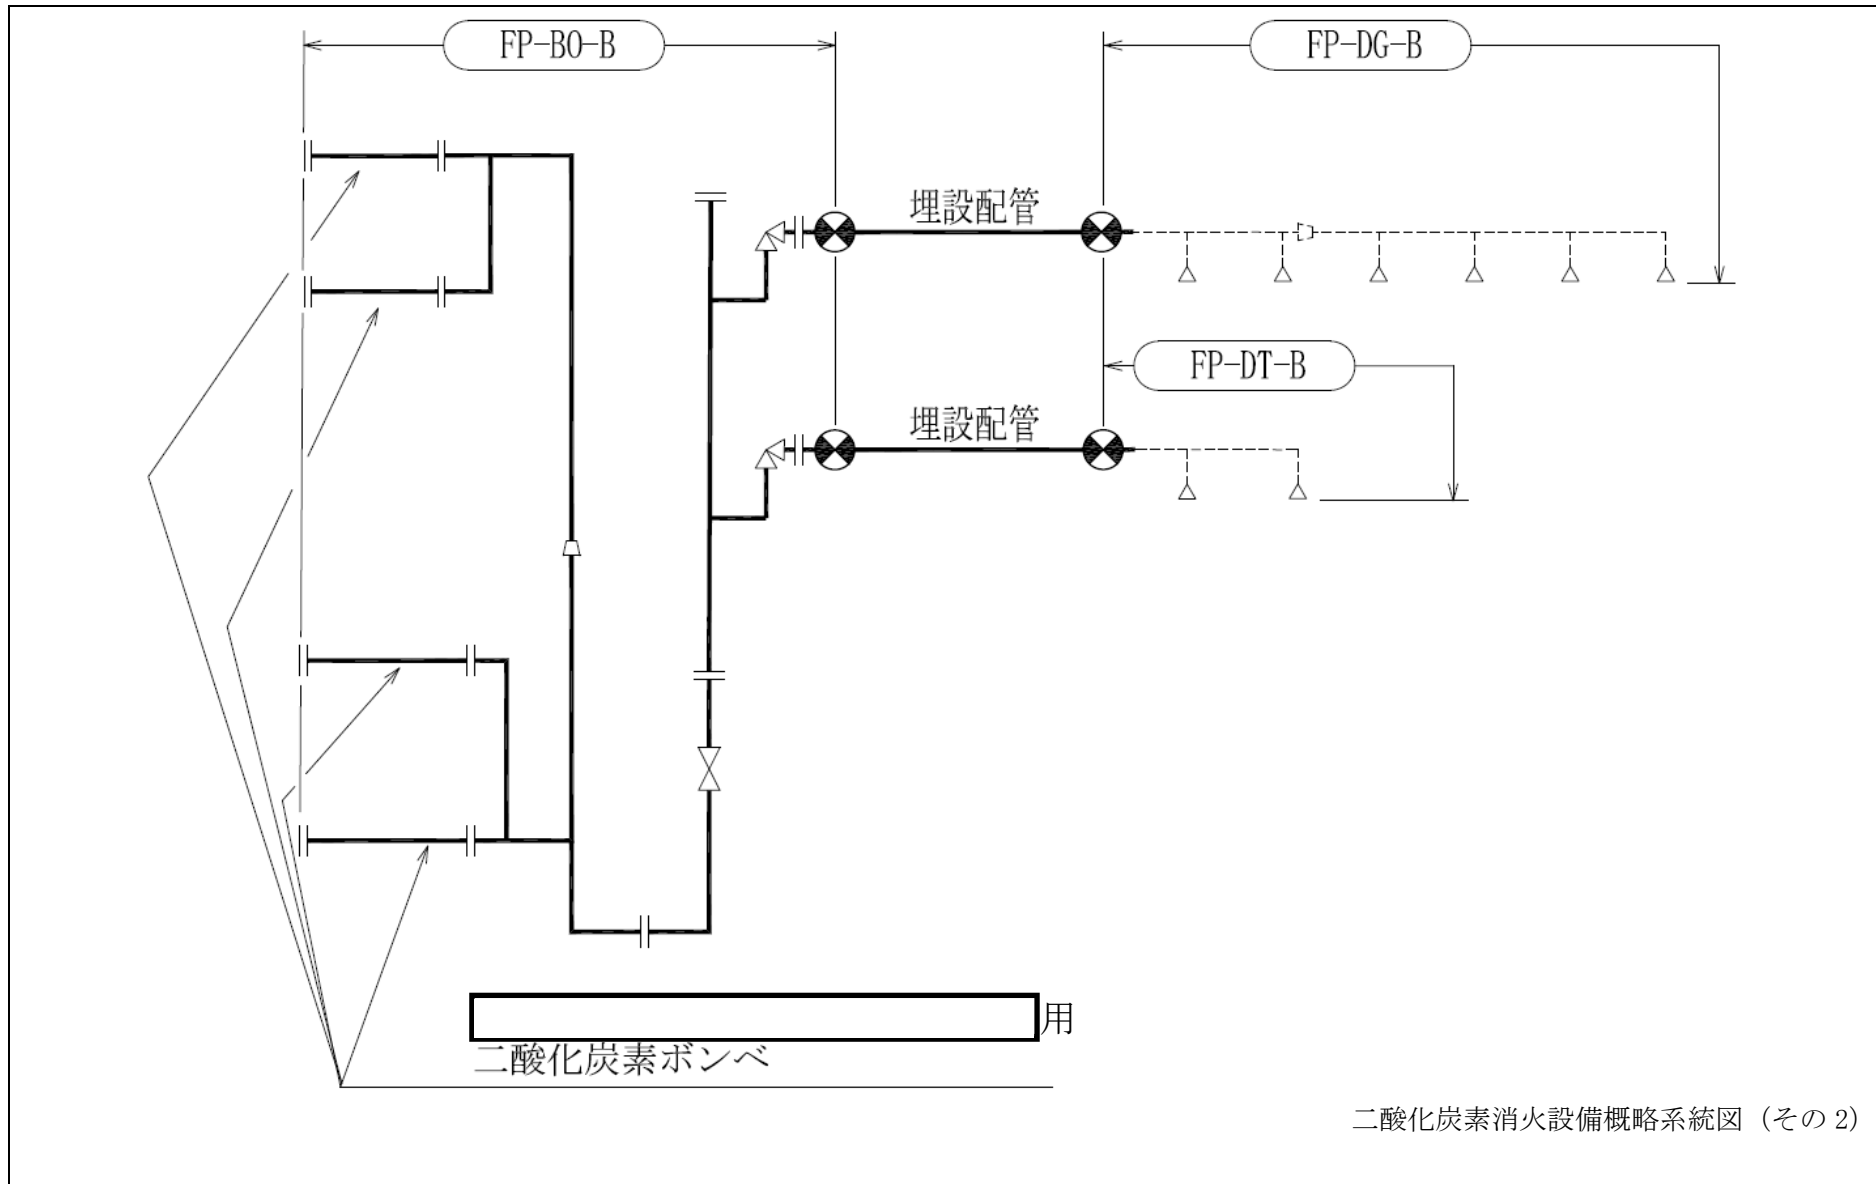 FP-BO-B
FP-DG-B
埋設配管
FP-DT-B
埋設配管
用
二酸化炭素ボンベ
二酸化炭素消火設備概略系統図（その 2）